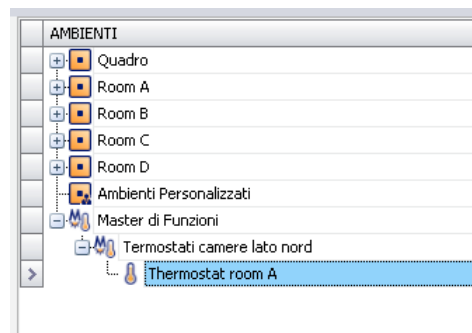 AMBIENTI
Quadro
Room A
Room B
Room C
Room D
Ambienti Personalizzati
Master di Funzioni
Termostati camere lato nord
Thermostat room A